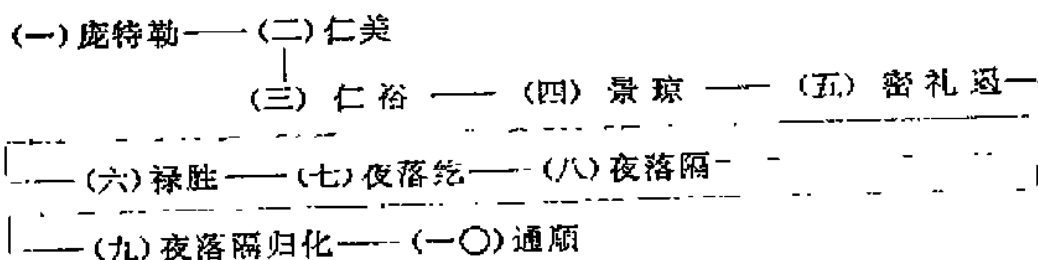 (一)庞特勒——(二)仁美
(三)仁裕——(四)景琼——(五)密礼遏—
——(六)禄胜——(七)夜落纥——(八)夜落隔—
——(九)夜落隔归化——(一〇)通顺